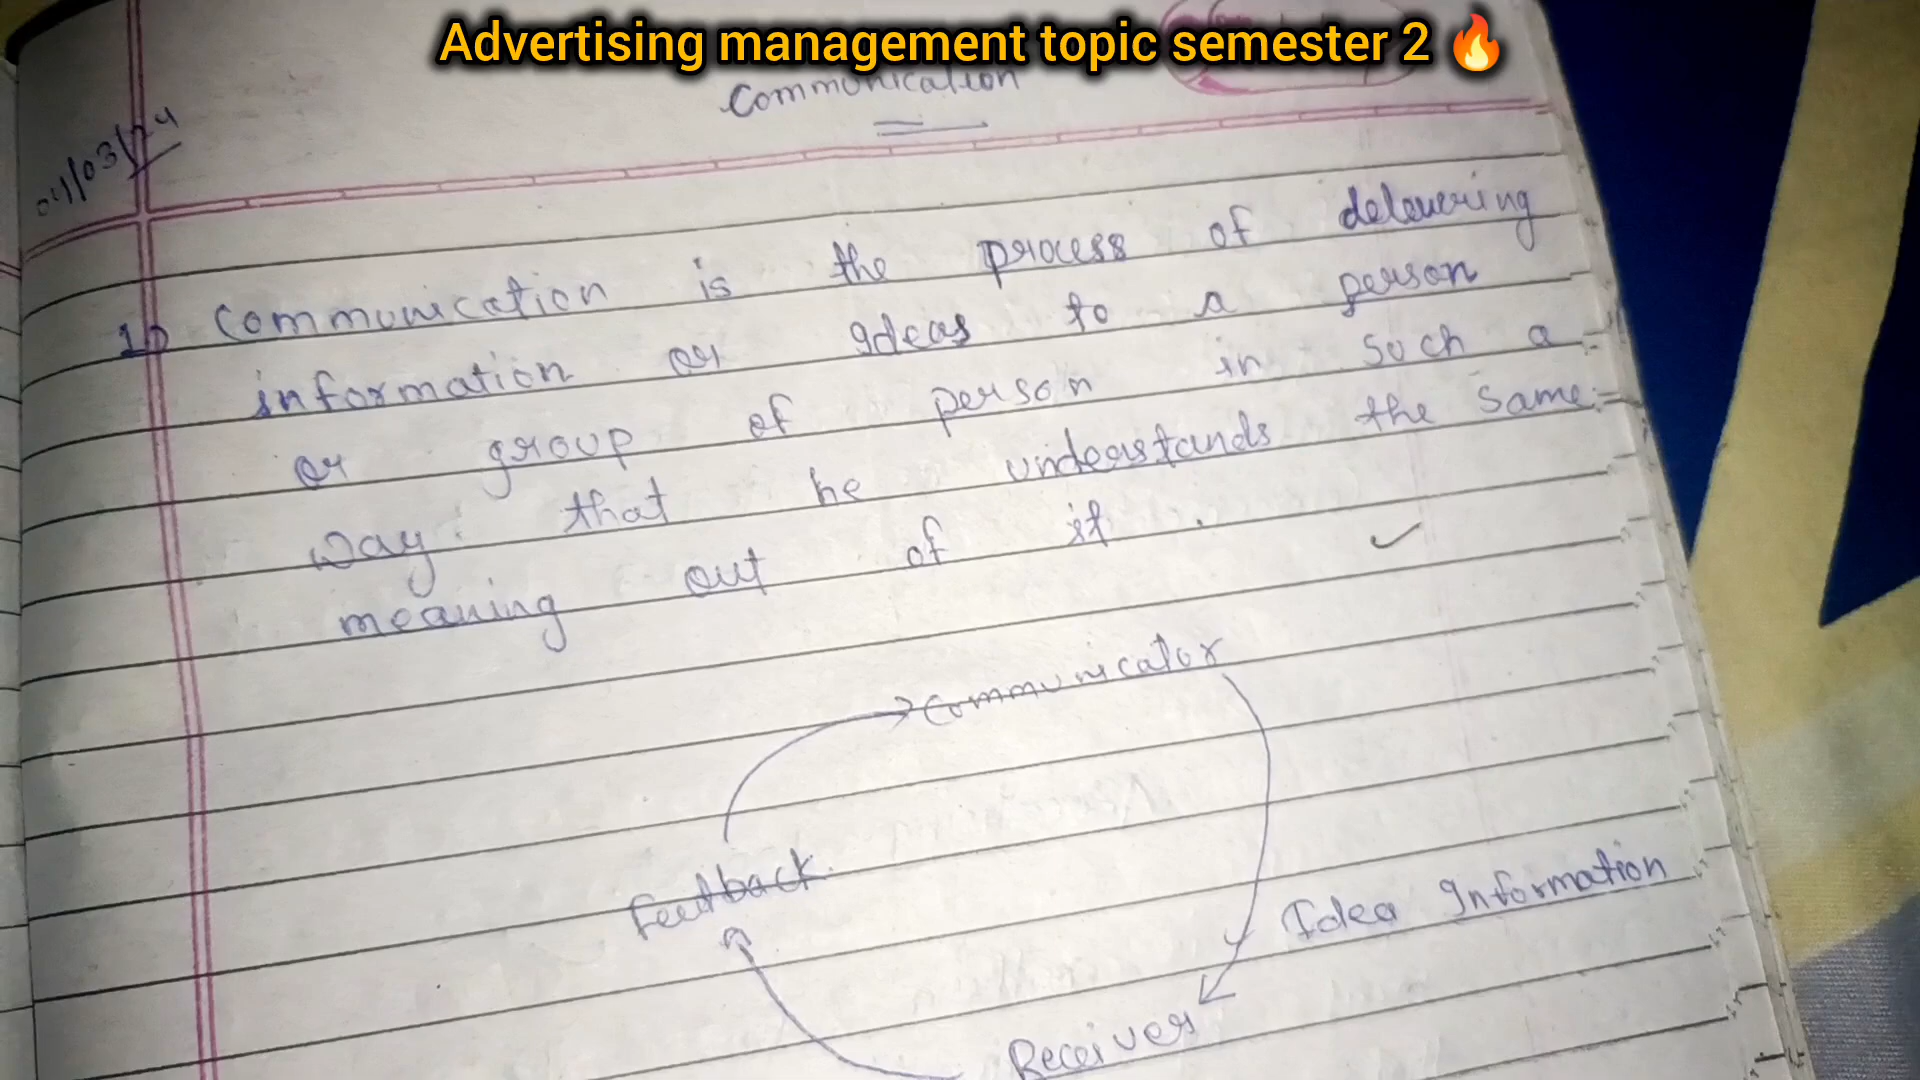 Advertising management topic semester 2 🔥
Communication
04/03/24
1) Communication is the process of delevering
information or Ideas to a person
or group of person in such a
way that he understands the same
meaning out of it.
Communicator
Feedback
Idea Information
Receiver